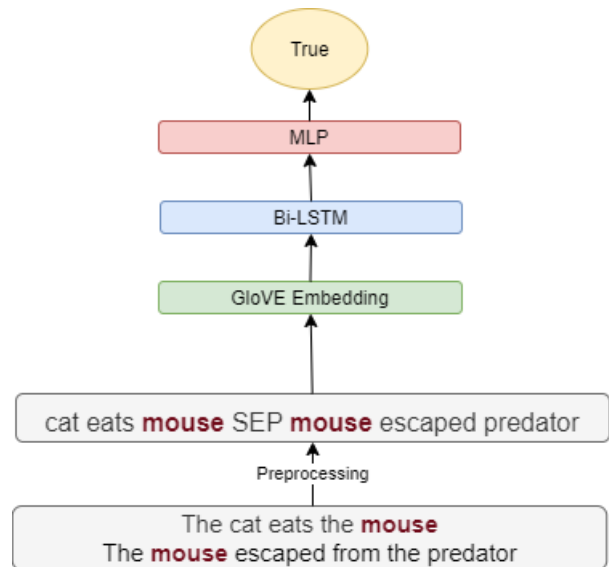 True
MLP
Bi-LSTM
GloVE Embedding
cat eats mouse SEP mouse escaped predator
Preprocessing
The cat eats the mouse
The mouse escaped from the predator